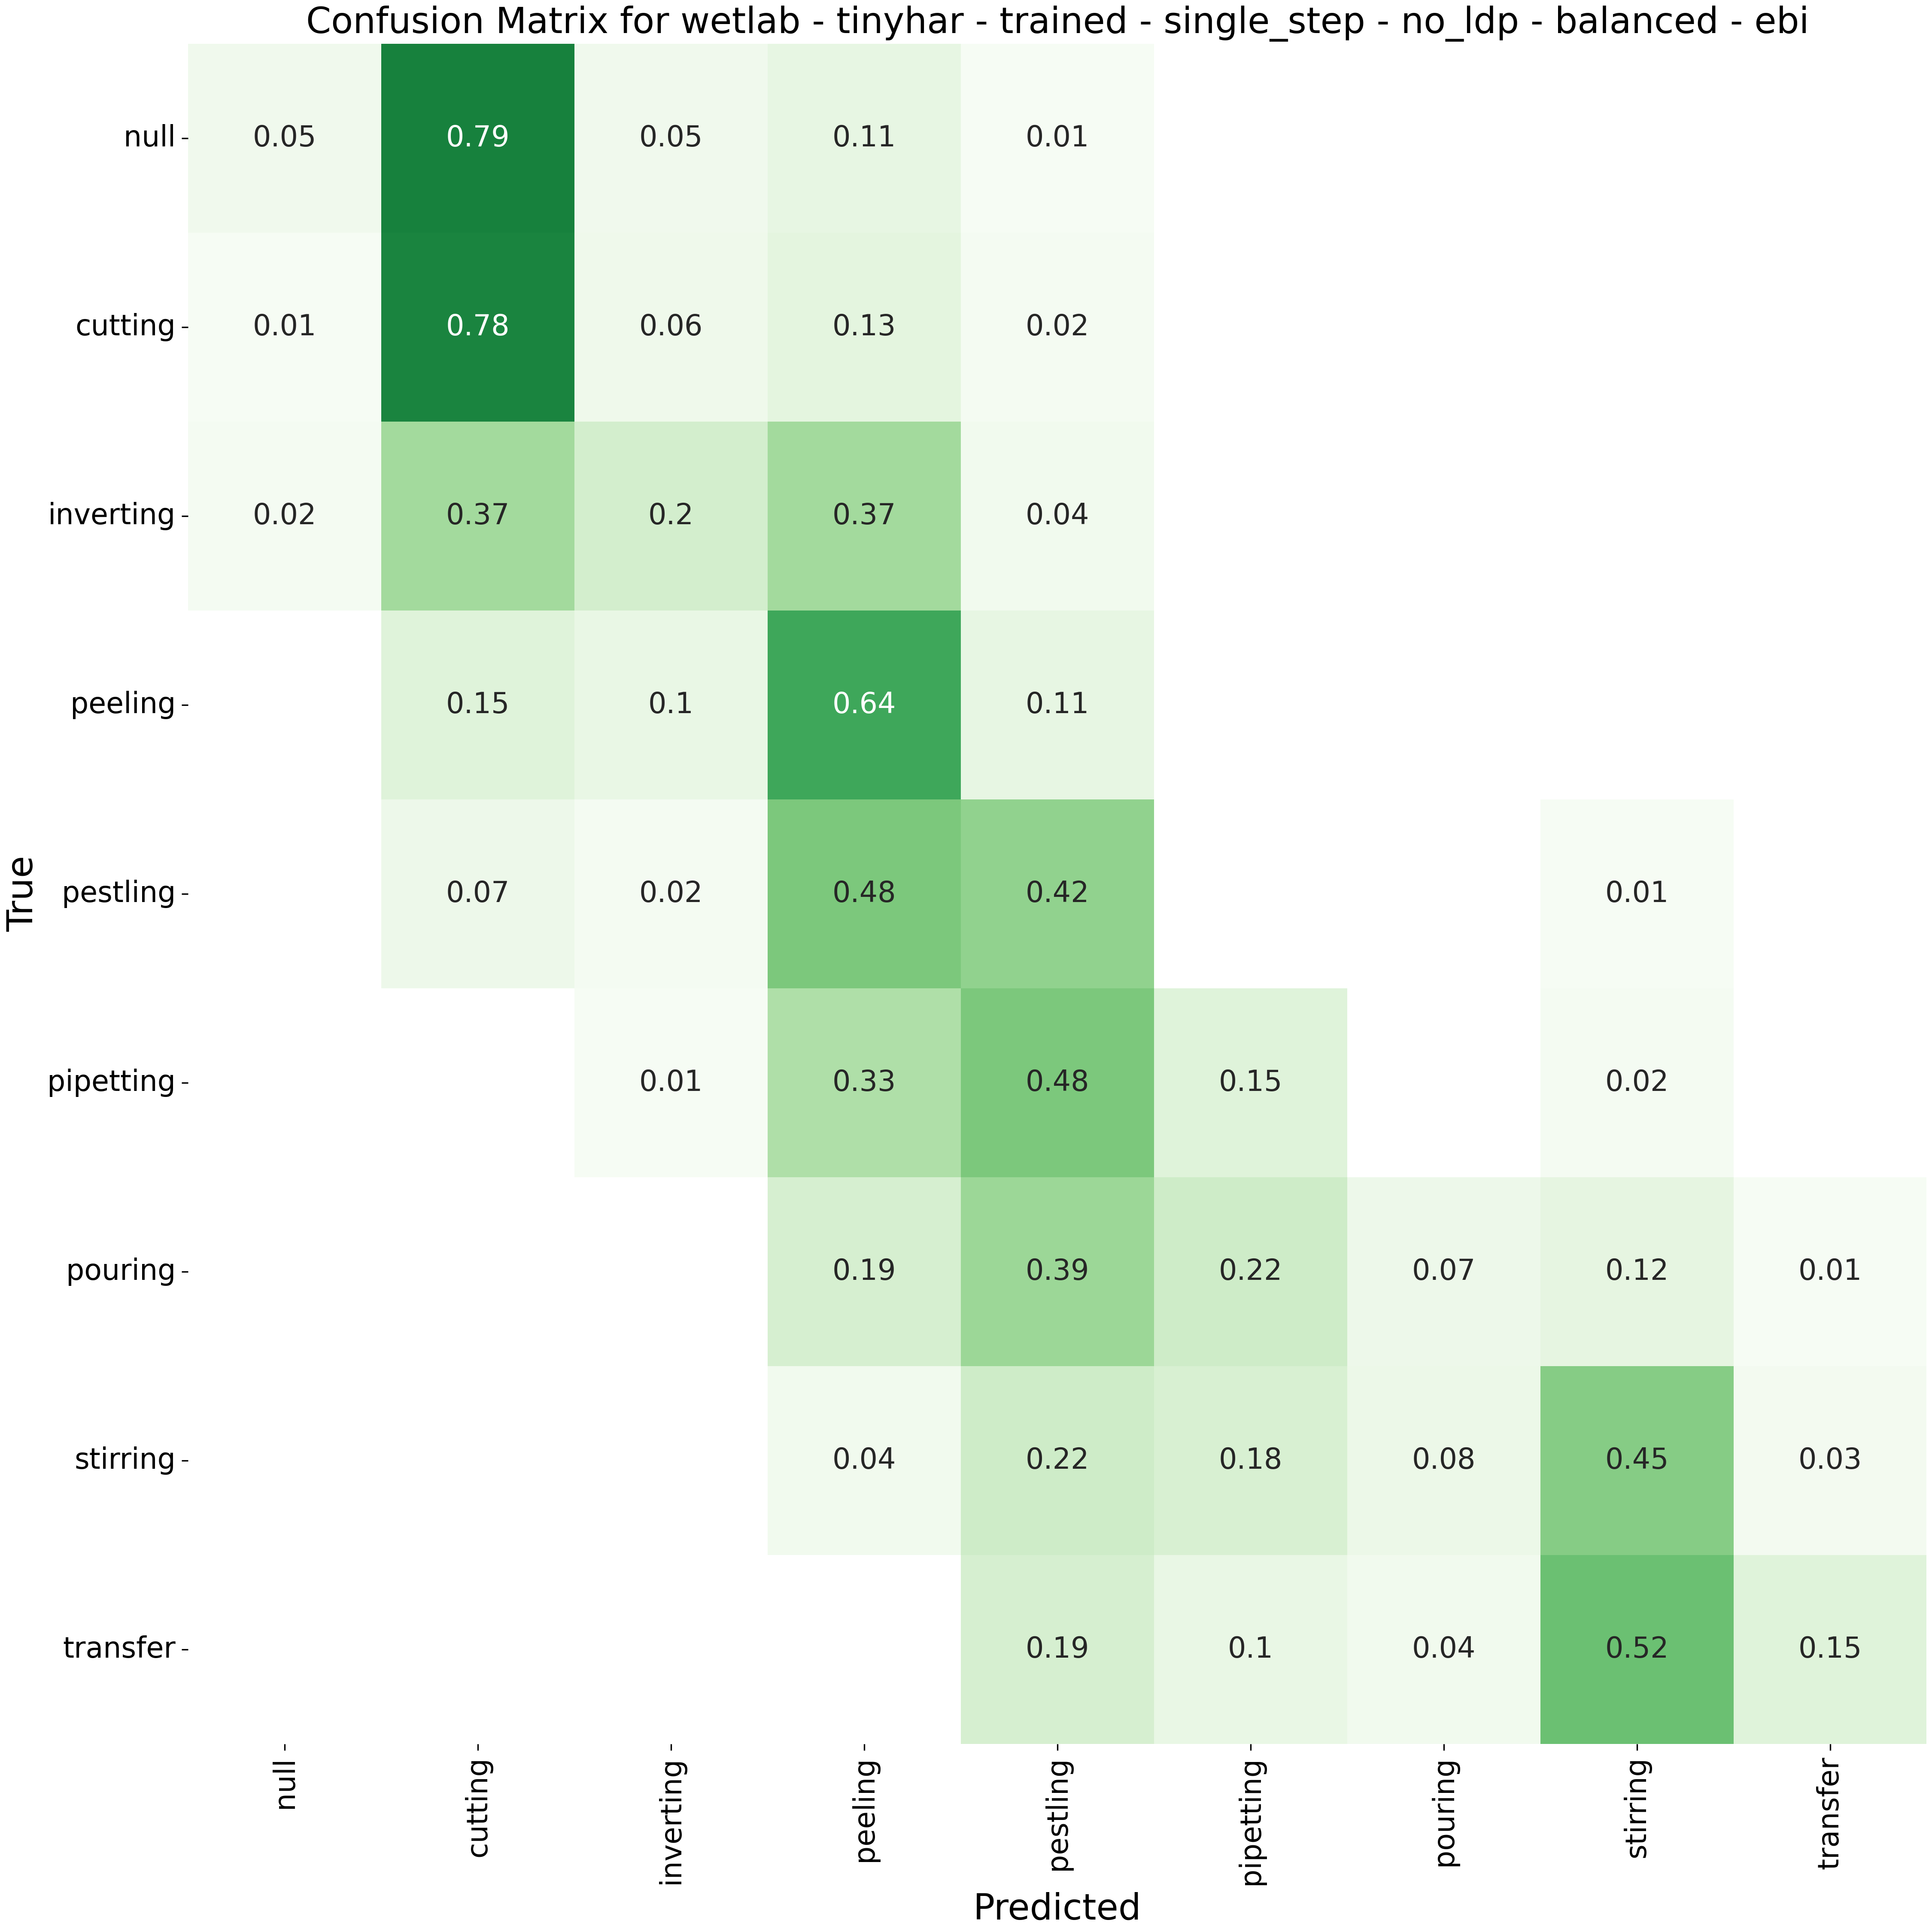 Confusion Matrix for wetlab - tinyhar - trained - single_step - no_ldp - balanced - ebi
null 0.05 0.79 0.05 0.11 0.01
cutting 0.01 0.78 0.06 0.13 0.02
inverting 0.02 0.37 0.2 0.37 0.04
peeling 0.15 0.1 0.64 0.11
pestling 0.07 0.02 0.48 0.42 0.01
pipetting 0.01 0.33 0.48 0.15 0.02
pouring 0.19 0.39 0.22 0.07 0.12 0.01
stirring 0.04 0.22 0.18 0.08 0.45 0.03
transfer 0.19 0.1 0.04 0.52 0.15
True
null cutting inverting peeling pestling pipetting pouring stirring transfer
Predicted